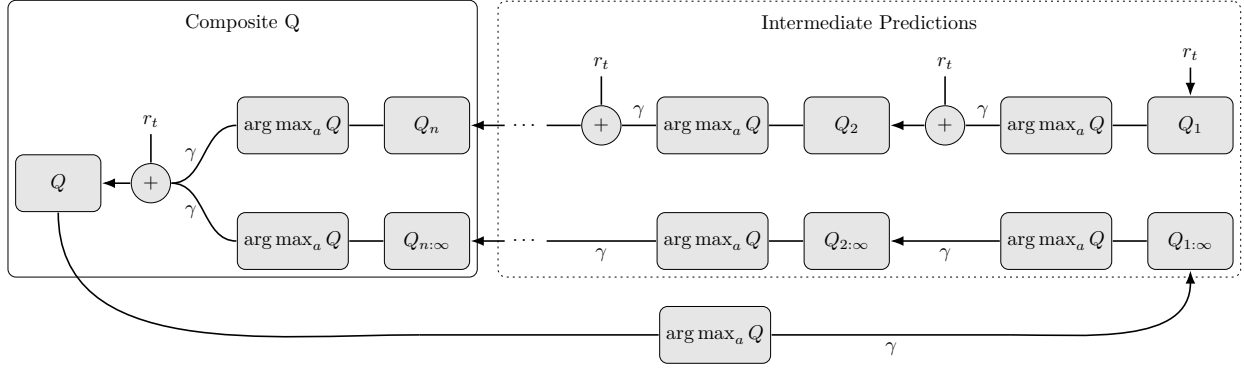 Composite Q
Intermediate Predictions
r_t
r_t
r_t
r_t
arg max_a Q
Q_n
...
+
γ
arg max_a Q
Q_2
+
γ
arg max_a Q
Q_1
γ
Q
+
γ
arg max_a Q
Q_{n:∞}
...
γ
arg max_a Q
Q_{2:∞}
γ
arg max_a Q
Q_{1:∞}
arg max_a Q
γ